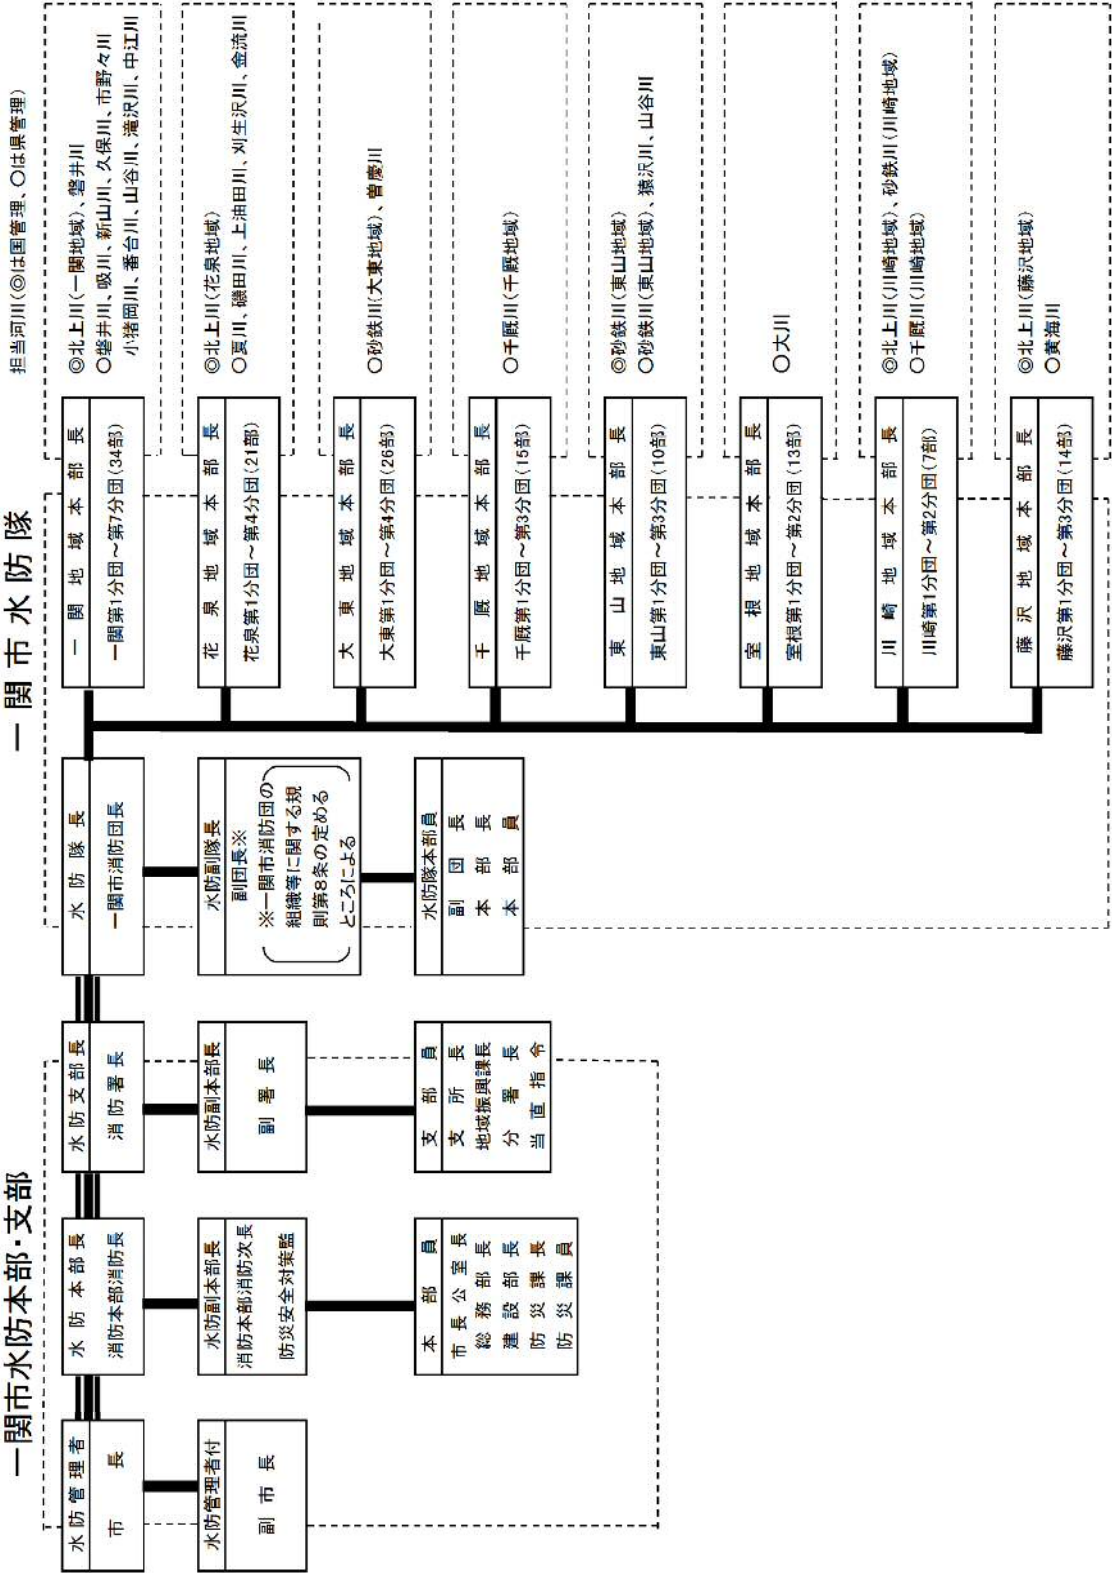 一関市水防本部・支部
水防管理者
市長
水防管理者付
副市長
水防本部長
消防本部消防長
水防副本部長
消防本部消防次長
防災安全対策監
本部員
市長公室長
総務部長
建設部長
防災課長
防災課員
水防支部長
消防署長
水防副本部長
副署長
支部員
支所長
地域振興課長
分署長
当直指令
一関市水防隊
水防隊長
一関市消防団長
水防副隊長
副団長※
※一関市消防団の
組織等に関する規
則第8条の定める
ところによる
水防隊本部員
副団長
本部長
本部員
担当河川(◎は国管理、○は県管理)
一関地域本部長
一関第1分団～第7分団(34部)
◎北上川(一関地域)、磐井川
○磐井川、吸川、新山川、久保川、市野々川
小猪岡川、番台川、山谷川、滝沢川、中江川
花泉地域本部長
花泉第1分団～第4分団(21部)
◎北上川(花泉地域)
○夏川、磯田川、上油田川、刈生沢川、金流川
大東地域本部長
大東第1分団～第4分団(26部)
○砂鉄川(大東地域)、曽慶川
千厩地域本部長
千厩第1分団～第3分団(15部)
○千厩川(千厩地域)
東山地域本部長
東山第1分団～第3分団(10部)
◎砂鉄川(東山地域)
○砂鉄川(東山地域)、猿沢川、山谷川
室根地域本部長
室根第1分団～第2分団(13部)
○大川
川崎地域本部長
川崎第1分団～第2分団(7部)
◎北上川(川崎地域)、砂鉄川(川崎地域)
○千厩川(川崎地域)
藤沢地域本部長
藤沢第1分団～第3分団(14部)
◎北上川(藤沢地域)
○黄海川